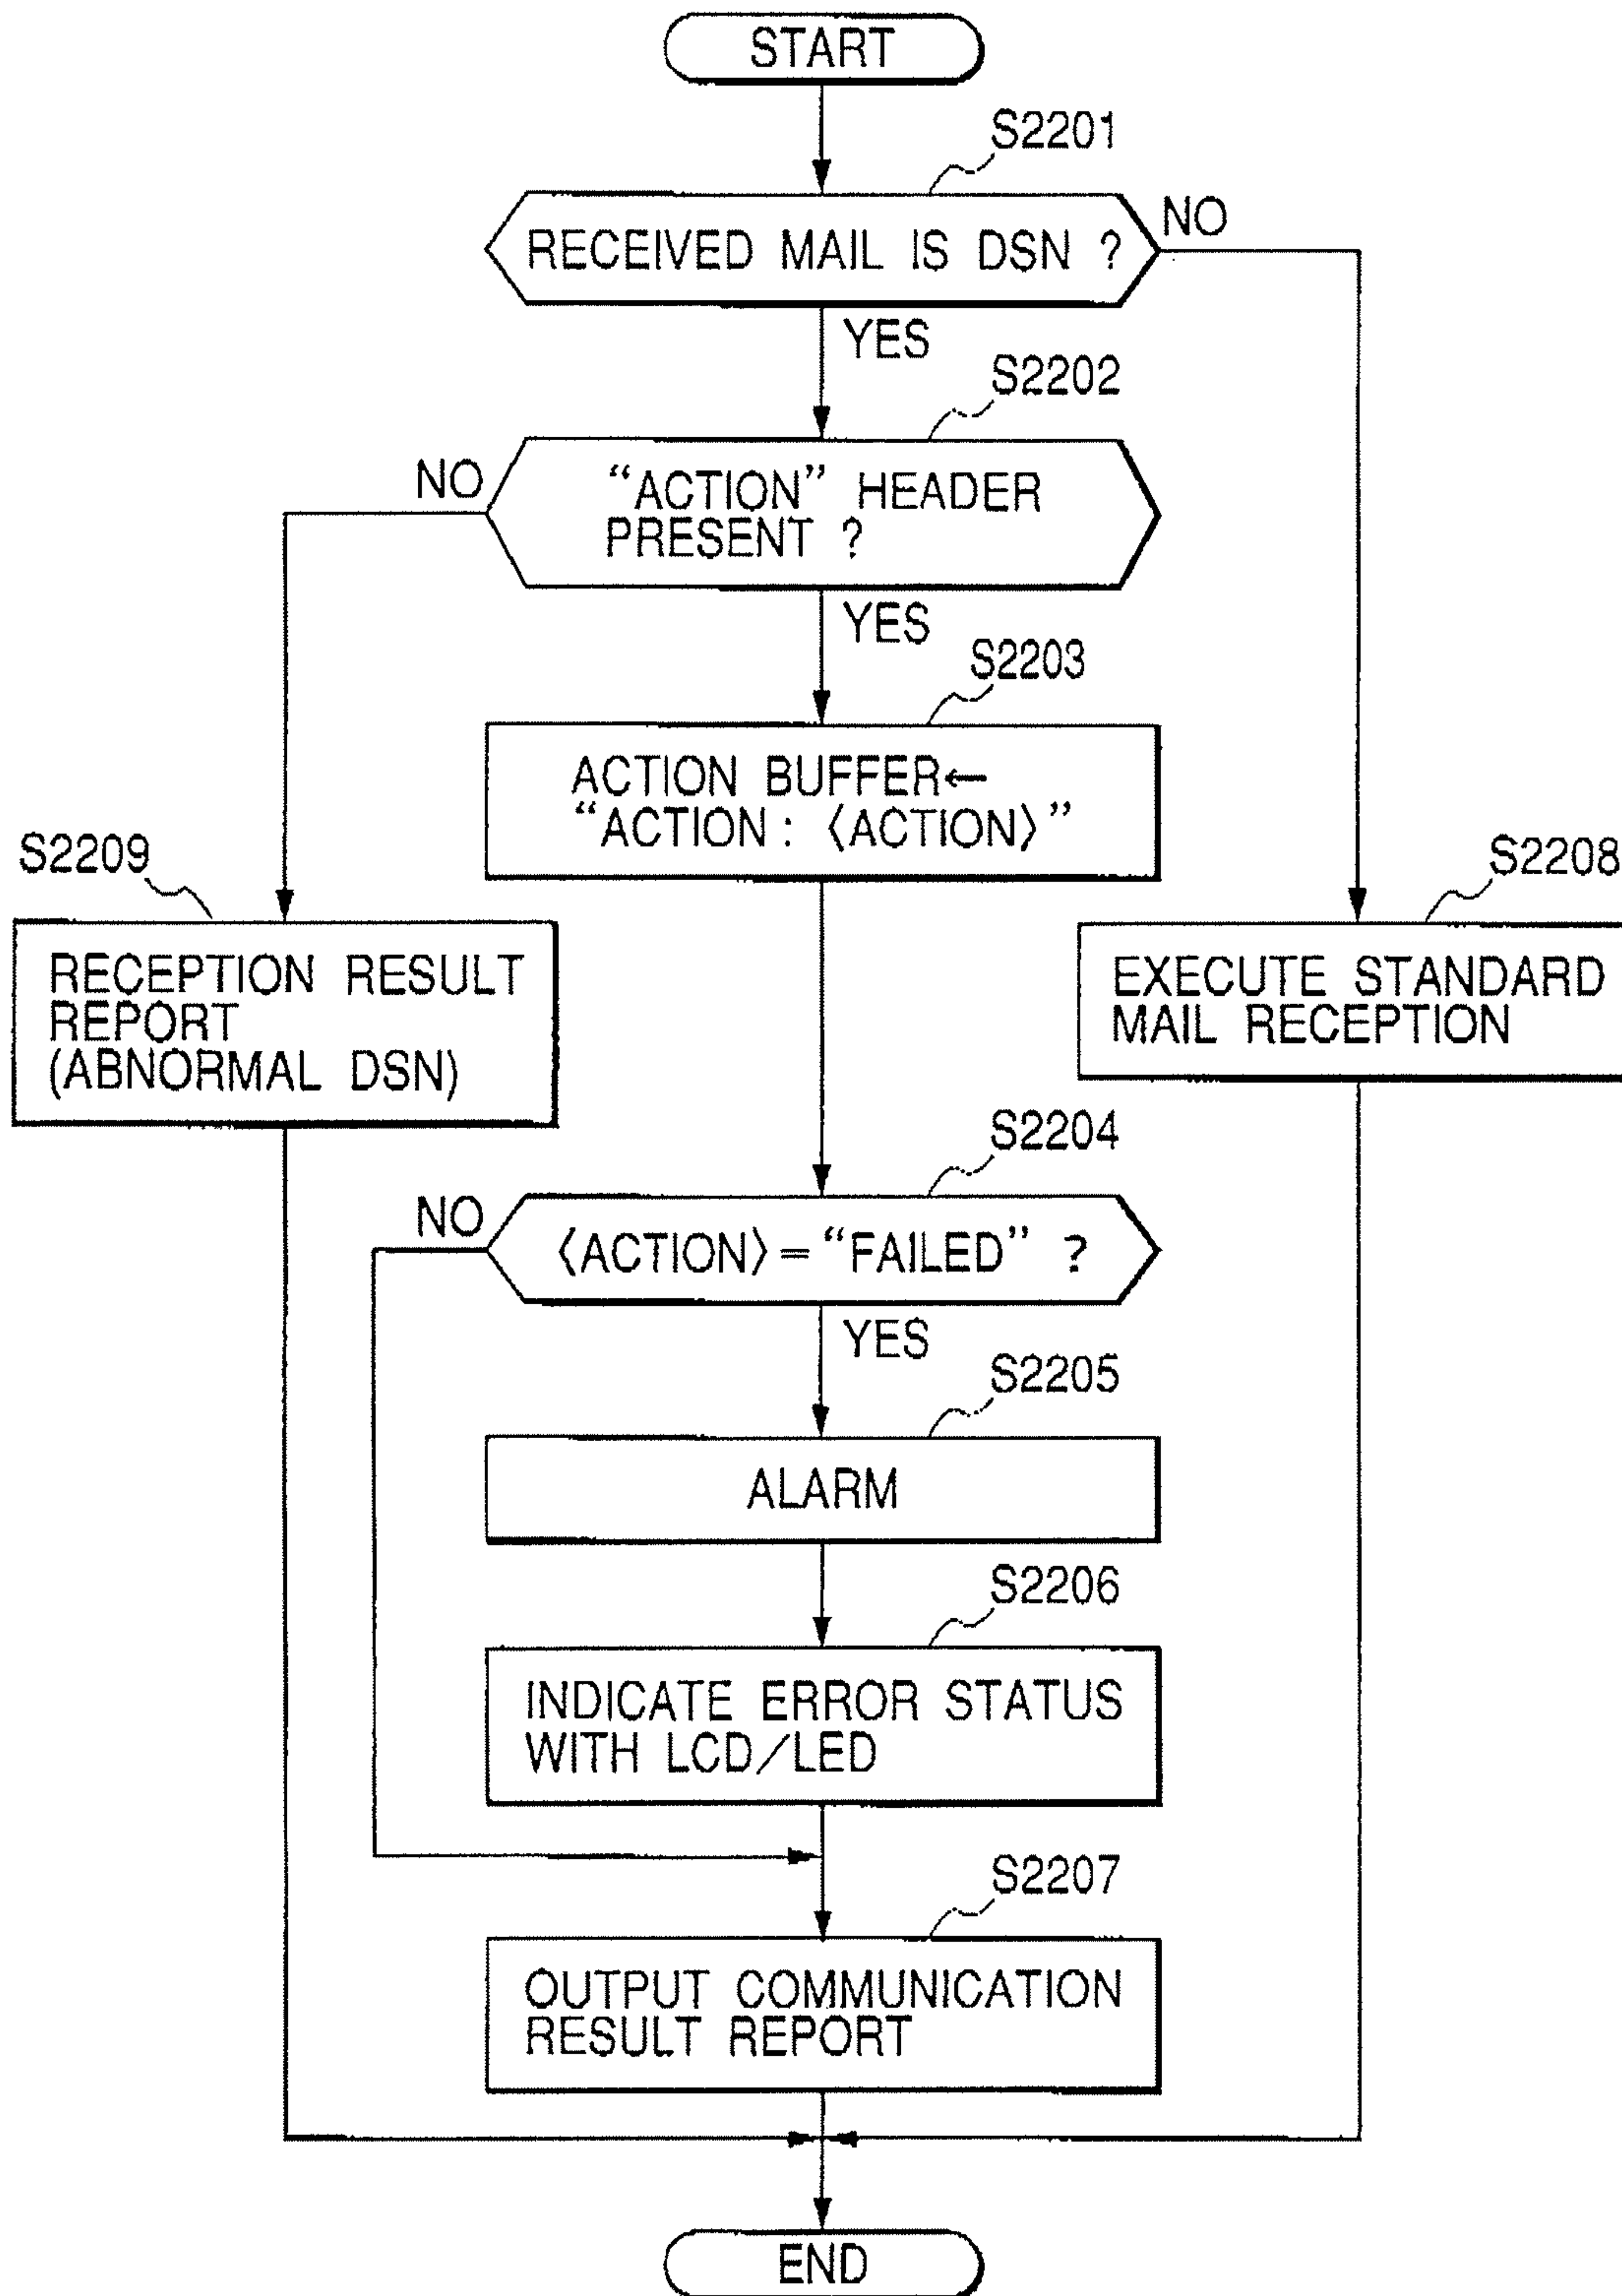 START
S2201
RECEIVED MAIL IS DSN ?
NO
YES
S2202
NO
“ACTION” HEADER
PRESENT ?
YES
S2203
ACTION BUFFER←
“ACTION : 〈ACTION〉”
S2209
RECEPTION RESULT
REPORT
(ABNORMAL DSN)
S2208
EXECUTE STANDARD
MAIL RECEPTION
S2204
NO
〈ACTION〉=“FAILED” ?
YES
S2205
ALARM
S2206
INDICATE ERROR STATUS
WITH LCD/LED
S2207
OUTPUT COMMUNICATION
RESULT REPORT
END